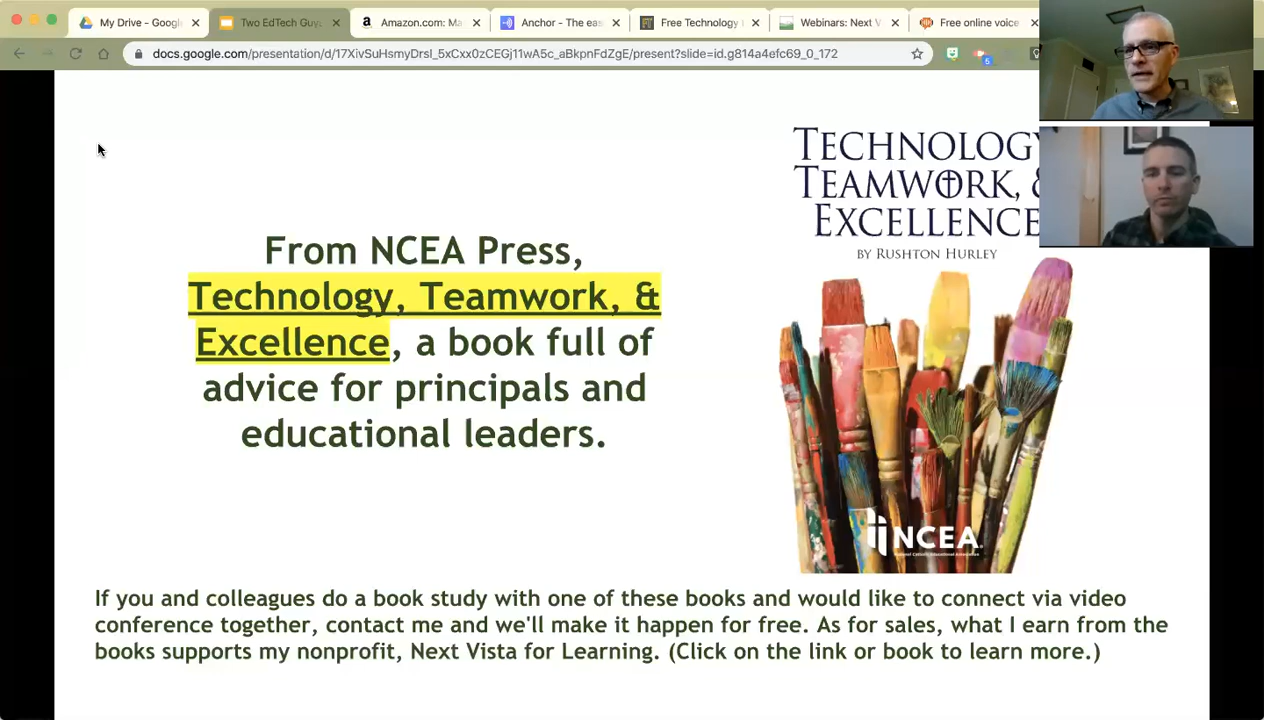 My Drive - Google
Two EdTech Guys
Amazon.com: Ma
Anchor - The eas
Free Technology
Webinars: Next V
Free online voice
docs.google.com/presentation/d/17XivSuHsmyDrsI_5xCxx0zCEGj11wA5c_aBkpnFdZgE/present?slide=id.g814a4efc69_0_172
5
TECHNOLOGY
TEAMWORK, &
EXCELLENCE
BY RUSHTON HURLEY
From NCEA Press,
Technology, Teamwork, &
Excellence, a book full of
advice for principals and
educational leaders.
NCEA
National Catholic Educational Association
If you and colleagues do a book study with one of these books and would like to connect via video
conference together, contact me and we'll make it happen for free. As for sales, what I earn from the
books supports my nonprofit, Next Vista for Learning. (Click on the link or book to learn more.)